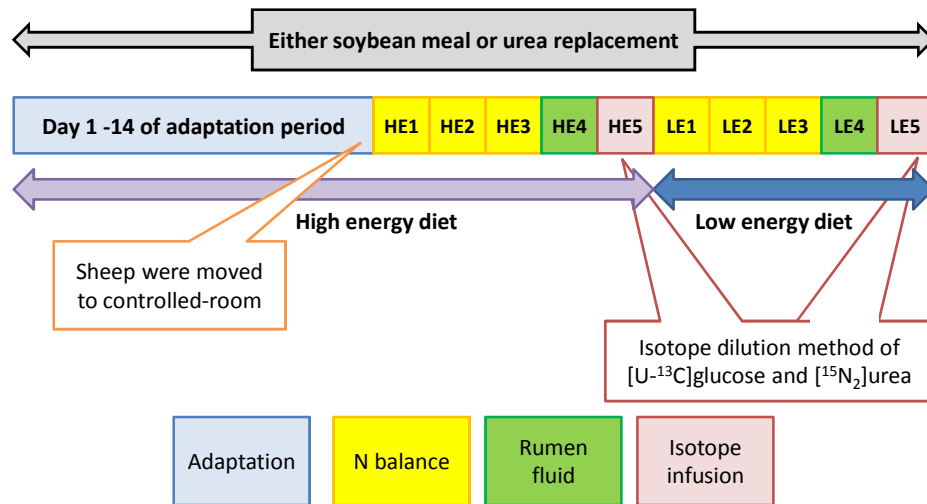 Either soybean meal or urea replacement
Day 1 -14 of adaptation period
HE1
HE2
HE3
HE4
HE5
LE1
LE2
LE3
LE4
LE5
High energy diet
Low energy diet
Sheep were moved
to controlled-room
Isotope dilution method of
[U-¹³C]glucose and [¹⁵N₂]urea
Adaptation
N balance
Rumen
fluid
Isotope
infusion